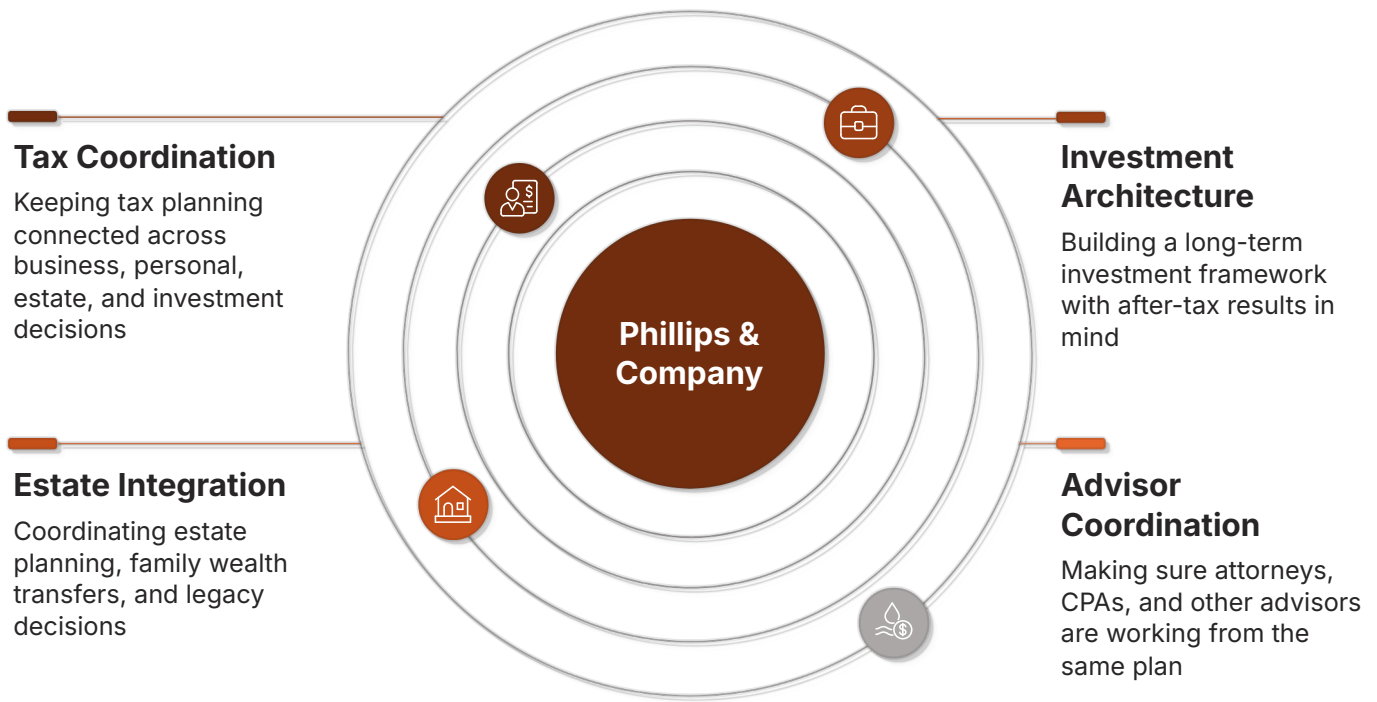 Tax Coordination
Keeping tax planning
connected across
business, personal,
estate, and investment
decisions
Estate Integration
Coordinating estate
planning, family wealth
transfers, and legacy
decisions
$
Phillips &
Company
$
Investment
Architecture
Building a long-term
investment framework
with after-tax results in
mind
Advisor
Coordination
Making sure attorneys,
CPAs, and other advisors
are working from the
same plan